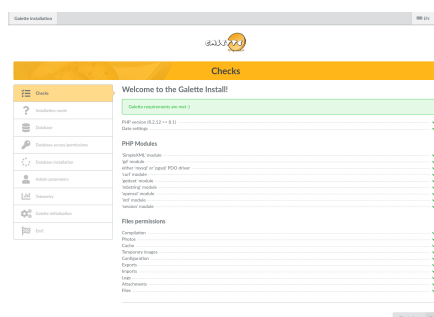 Galette Installation
EN
GALETTE
Checks
Checks
Installation mode
Database
Database access/permissions
Database installation
Admin parameters
Telemetry
Galette initialisation
End!
Welcome to the Galette Install!
Galette requirements are met :)
PHP version (8.2.12 >= 8.1)
Date settings
PHP Modules
'SimpleXML' module
'gd' module
either 'mysql' or 'pgsql' PDO driver
'curl' module
'gettext' module
'mbstring' module
'openssl' module
'intl' module
'session' module
Files permissions
Compilation
Photos
Cache
Temporary images
Configuration
Exports
Imports
Logs
Attachments
Files